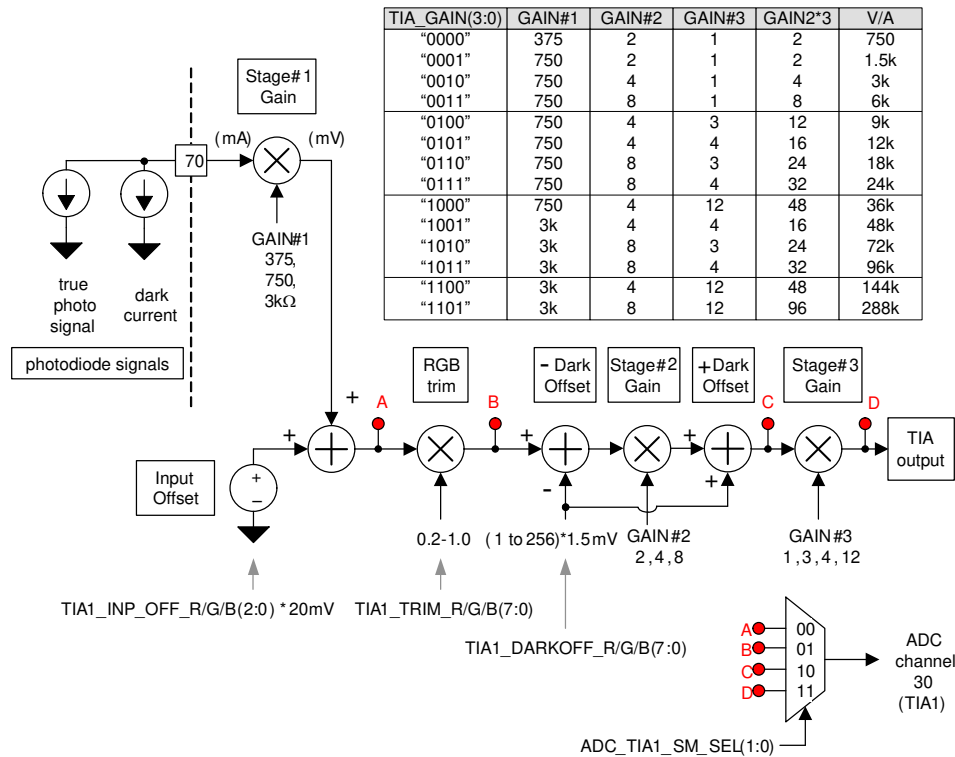 TIA_GAIN(3:0) GAIN#1 GAIN#2 GAIN#3 GAIN2*3 V/A
“0000” 375 2 1 2 750
“0001” 750 2 1 2 1.5k
“0010” 750 4 1 4 3k
“0011” 750 8 1 8 6k
“0100” 750 4 3 12 9k
“0101” 750 4 4 16 12k
“0110” 750 8 3 24 18k
“0111” 750 8 4 32 24k
“1000” 750 4 12 48 36k
“1001” 3k 4 4 16 48k
“1010” 3k 8 3 24 72k
“1011” 3k 8 4 32 96k
“1100” 3k 4 12 48 144k
“1101” 3k 8 12 96 288k
Stage#1
Gain
(mA)
(mV)
70
GAIN#1
375,
750,
3kΩ
true
photo
signal
dark
current
photodiode signals
RGB
trim
– Dark
Offset
Stage#2
Gain
+Dark
Offset
Stage#3
Gain
A
B
C
D
+
+
+
-
+
+
TIA
output
Input
Offset
+
–
0.2-1.0
(1 to 256)*1.5mV
GAIN#2
2,4,8
GAIN#3
1,3,4,12
TIA1_INP_OFF_R/G/B(2:0) *20mV
TIA1_TRIM_R/G/B(7:0)
TIA1_DARKOFF_R/G/B(7:0)
A 00
B 01
C 10
D 11
ADC
channel
30
(TIA1)
ADC_TIA1_SM_SEL(1:0)